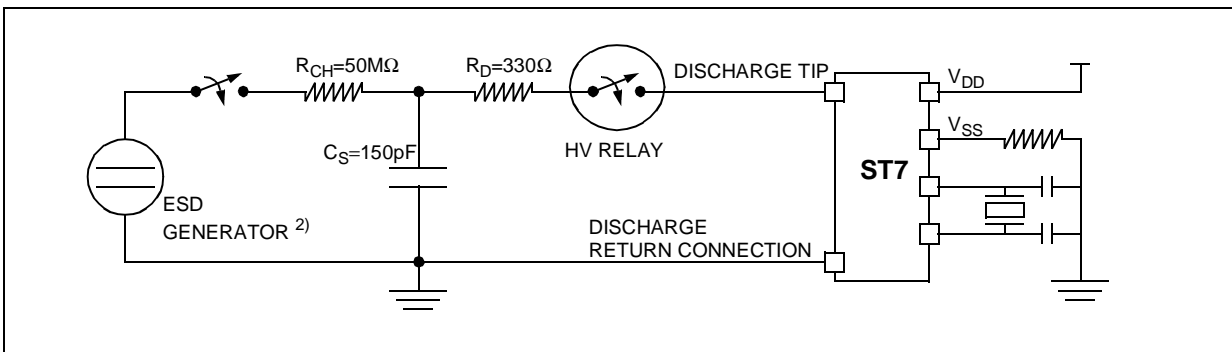 R_CH=50MΩ
R_D=330Ω
DISCHARGE TIP
V_DD
V_SS
C_S=150pF
HV RELAY
ST7
ESD
GENERATOR 2)
DISCHARGE
RETURN CONNECTION